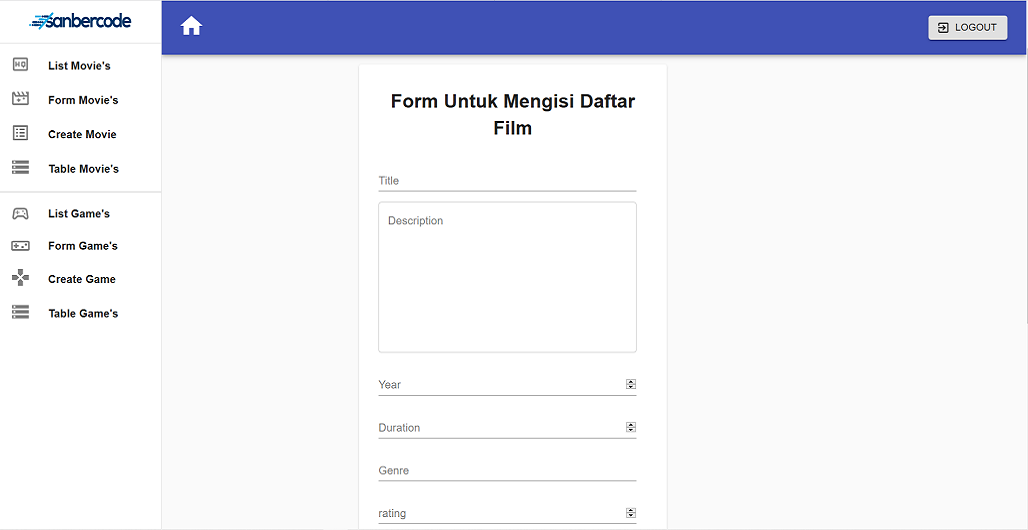 sanbercode
LOGOUT
List Movie's
Form Movie's
Create Movie
Table Movie's
List Game's
Form Game's
Create Game
Table Game's
Form Untuk Mengisi Daftar
Film
Title
Description
Year
Duration
Genre
rating